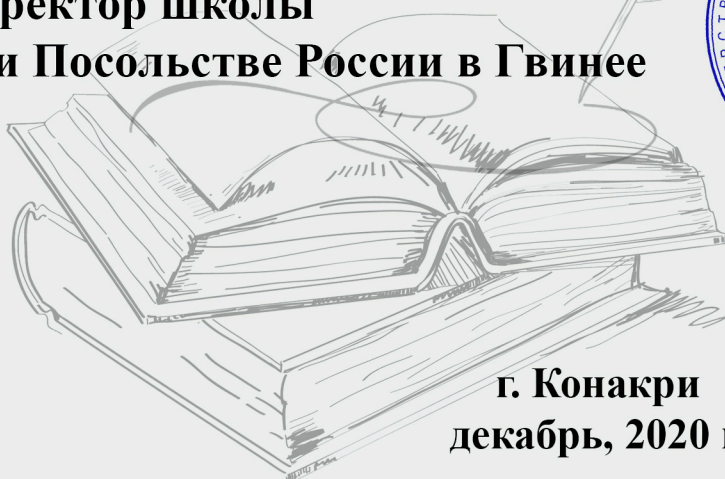 ректор школы
и Посольстве России в Гвинее
г. Конакри
декабрь, 2020